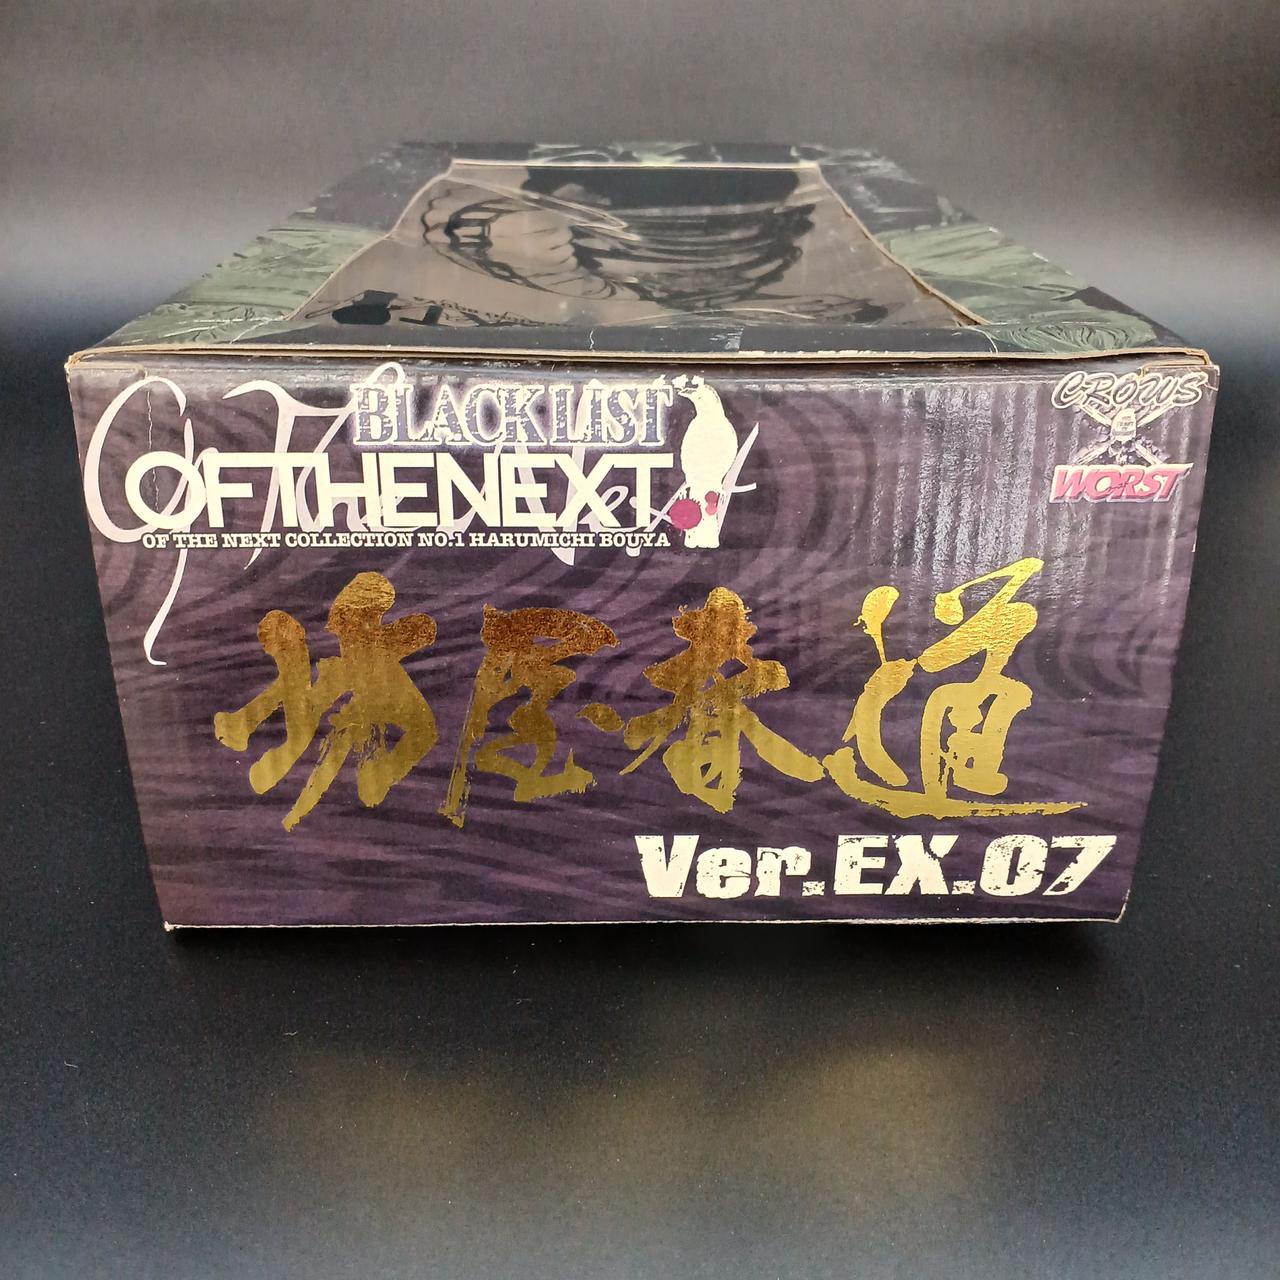 BLACK LIST
OF THE NEXT
OF THE NEXT COLLECTION NO.1 HARUMICHI BOUYA
CROWS
WORST
坊屋春道
Ver.EX.07